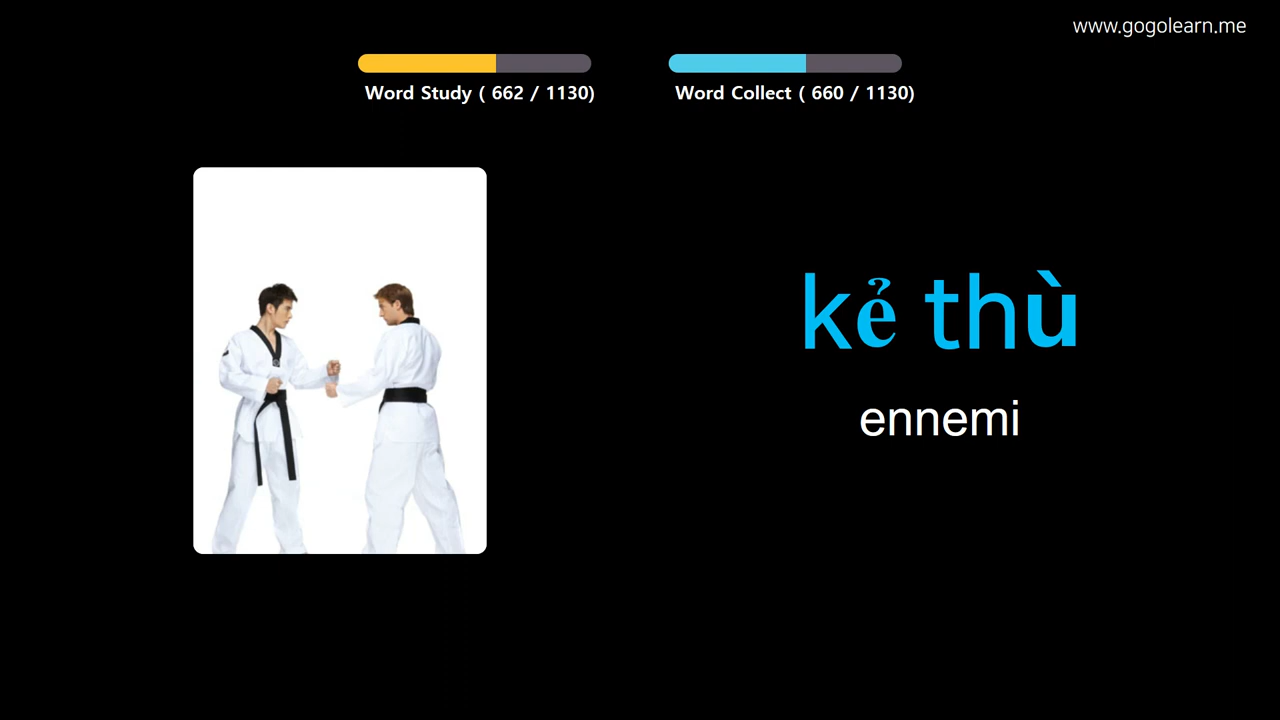 www.gogolearn.me
Word Study ( 662 / 1130)
Word Collect ( 660 / 1130)
kẻ thù
ennemi